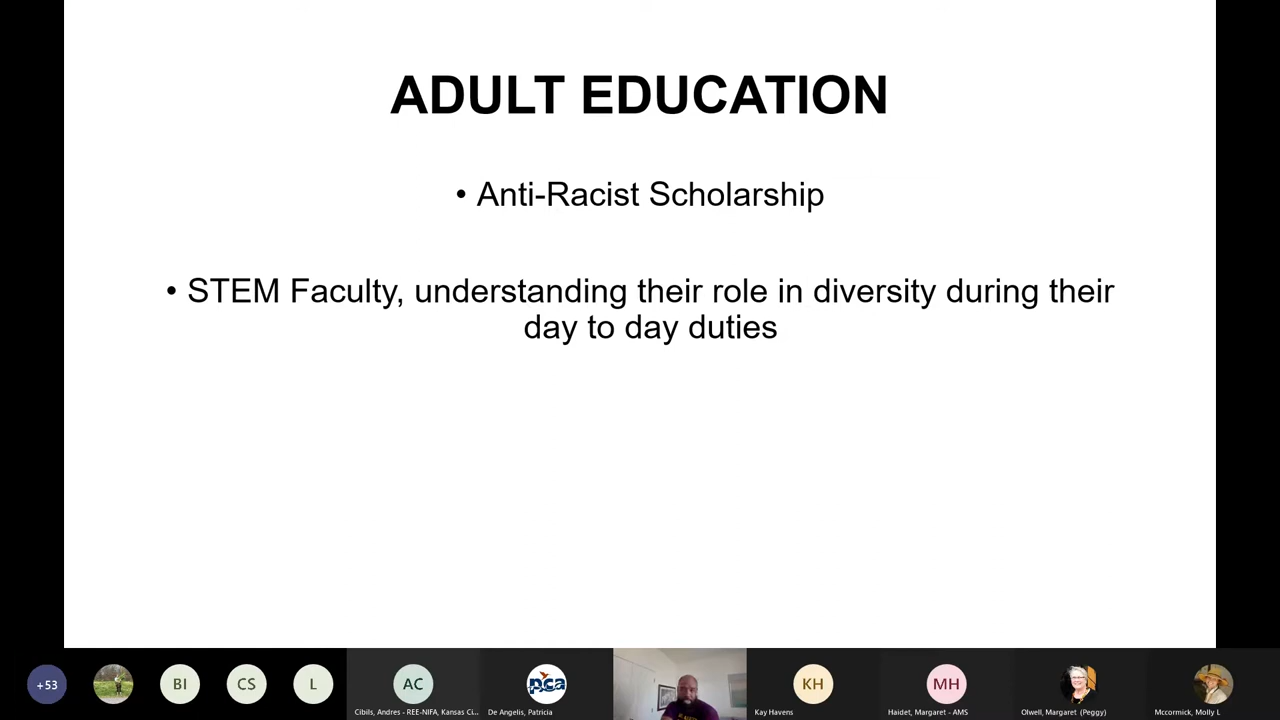 ADULT EDUCATION
• Anti-Racist Scholarship
• STEM Faculty, understanding their role in diversity during their
day to day duties
+53
BI
CS
L
AC
pca
KH
MH
Cibils, Andres - REE-NIFA, Kansas Ci...
De Angelis, Patricia
Kay Havens
Haidet, Margaret - AMS
Olwell, Margaret (Peggy)
Mccormick, Molly L